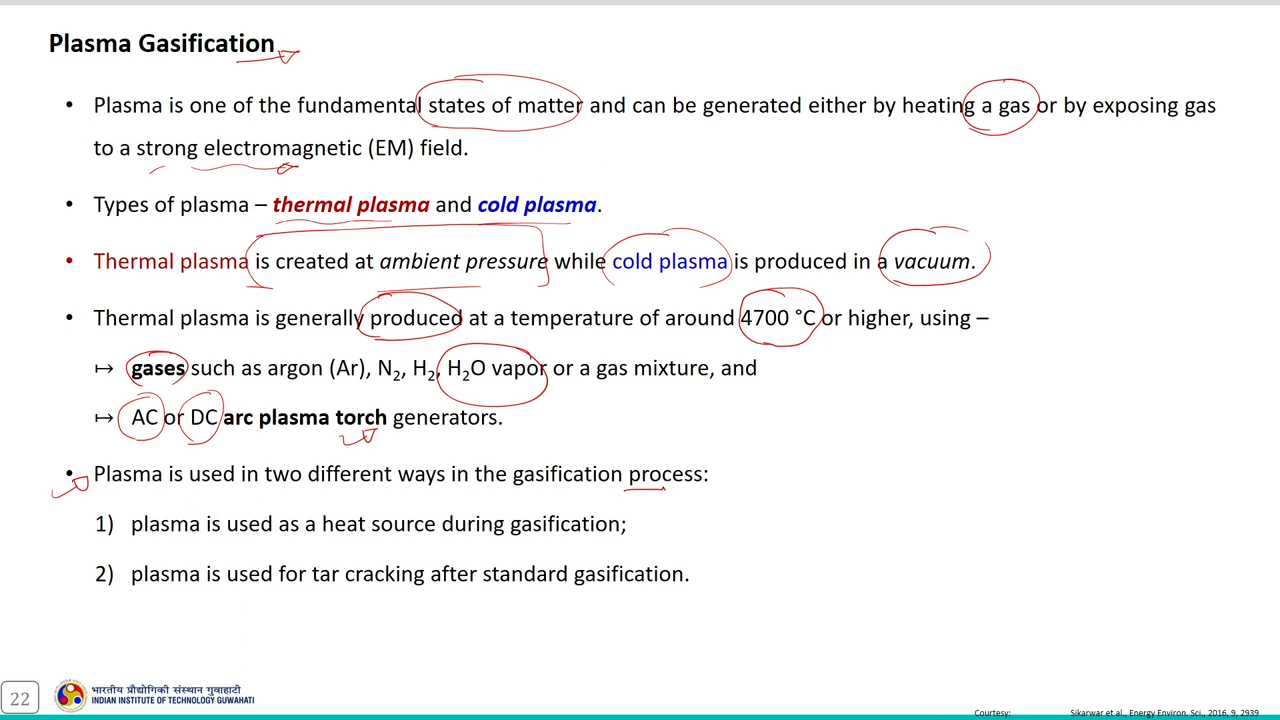 Plasma Gasification
• Plasma is one of the fundamental states of matter and can be generated either by heating a gas or by exposing gas
to a strong electromagnetic (EM) field.
• Types of plasma – thermal plasma and cold plasma.
• Thermal plasma is created at ambient pressure while cold plasma is produced in a vacuum.
• Thermal plasma is generally produced at a temperature of around 4700 °C or higher, using –
↦ gases such as argon (Ar), N₂, H₂, H₂O vapor or a gas mixture, and
↦ AC or DC arc plasma torch generators.
• Plasma is used in two different ways in the gasification process:
1) plasma is used as a heat source during gasification;
2) plasma is used for tar cracking after standard gasification.
22
भारतीय प्रौद्योगिकी संस्थान गुवाहाटी
INDIAN INSTITUTE OF TECHNOLOGY GUWAHATI
Courtesy: Sikarwar et al., Energy Environ. Sci., 2016, 9, 2939